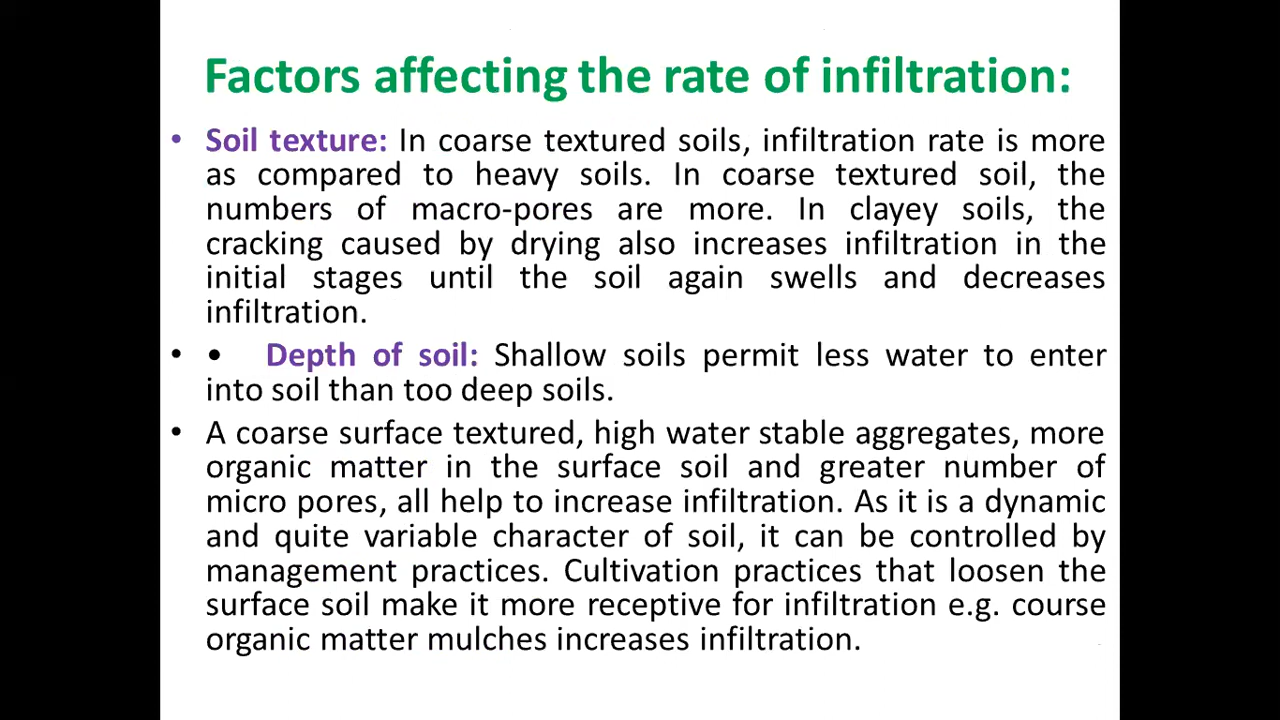 Factors affecting the rate of infiltration:
• Soil texture: In coarse textured soils, infiltration rate is more
as compared to heavy soils. In coarse textured soil, the
numbers of macro-pores are more. In clayey soils, the
cracking caused by drying also increases infiltration in the
initial stages until the soil again swells and decreases
infiltration.
• • Depth of soil: Shallow soils permit less water to enter
into soil than too deep soils.
• A coarse surface textured, high water stable aggregates, more
organic matter in the surface soil and greater number of
micro pores, all help to increase infiltration. As it is a dynamic
and quite variable character of soil, it can be controlled by
management practices. Cultivation practices that loosen the
surface soil make it more receptive for infiltration e.g. course
organic matter mulches increases infiltration.